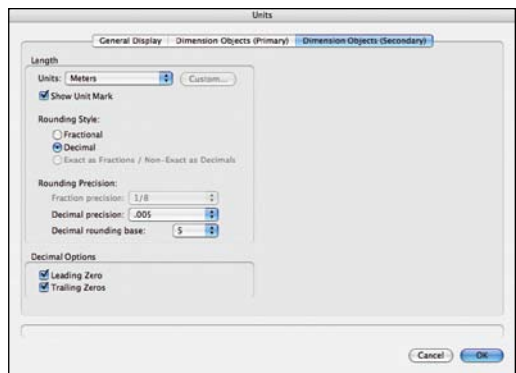 Units
General Display Dimension Objects (Primary) Dimension Objects (Secondary)
Length
Units: Meters Custom...
Show Unit Mark
Rounding Style:
Fractional
Decimal
Exact as Fractions / Non-Exact as Decimals
Rounding Precision:
Fraction precision: 1/8
Decimal precision: .005
Decimal rounding base: 5
Decimal Options
Leading Zero
Trailing Zeros
Cancel OK